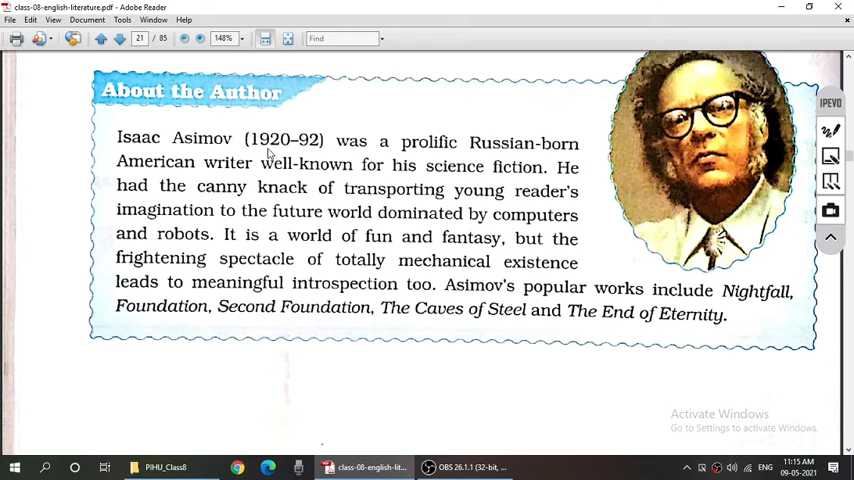 class-08-english-literature.pdf - Adobe Reader
File Edit View Document Tools Window Help
21 / 85 148% Find
About the Author
Isaac Asimov (1920–92) was a prolific Russian-born
American writer well-known for his science fiction. He
had the canny knack of transporting young reader's
imagination to the future world dominated by computers
and robots. It is a world of fun and fantasy, but the
frightening spectacle of totally mechanical existence
leads to meaningful introspection too. Asimov's popular works include Nightfall,
Foundation, Second Foundation, The Caves of Steel and The End of Eternity.
IPEVO
Activate Windows
Go to Settings to activate Windows.
PIHU_Class8 class-08-english-lit... OBS 26.1.1 (32-bit, ... ENG 11:15 AM
09-05-2021